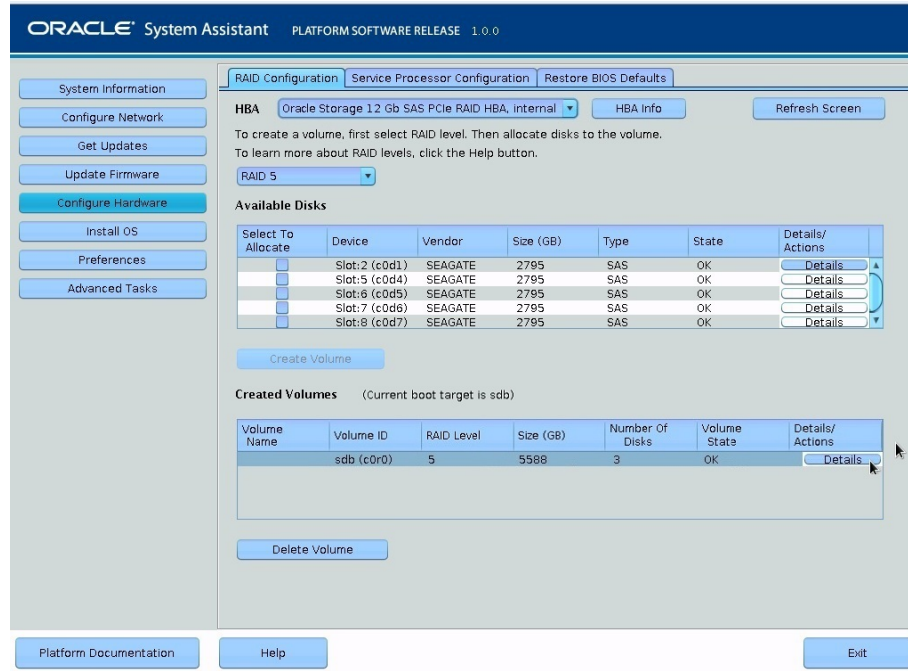 ORACLE® System Assistant PLATFORM SOFTWARE RELEASE 1.0.0
System Information
Configure Network
Get Updates
Update Firmware
Configure Hardware
Install OS
Preferences
Advanced Tasks
RAID Configuration Service Processor Configuration Restore BIOS Defaults
HBA Oracle Storage 12 Gb SAS PCIe RAID HBA, internal HBA Info Refresh Screen
To create a volume, first select RAID level. Then allocate disks to the volume.
To learn more about RAID levels, click the Help button.
RAID 5
Available Disks
Select To Allocate Device Vendor Size (GB) Type State Details/ Actions
Slot:2 (c0d1) SEAGATE 2795 SAS OK Details
Slot:5 (c0d4) SEAGATE 2795 SAS OK Details
Slot:6 (c0d5) SEAGATE 2795 SAS OK Details
Slot:7 (c0d6) SEAGATE 2795 SAS OK Details
Slot:8 (c0d7) SEAGATE 2795 SAS OK Details
Create Volume
Created Volumes (Current boot target is sdb)
Volume Name Volume ID RAID Level Size (GB) Number Of Disks Volume State Details/ Actions
sdb (c0r0) 5 5588 3 OK Details
Delete Volume
Platform Documentation Help Exit